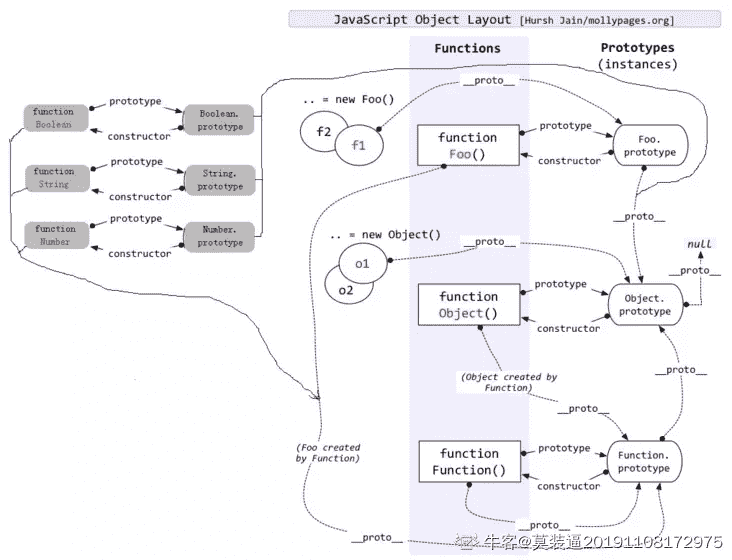 JavaScript Object Layout [Hursh Jain/mollypages.org]
Functions
Prototypes
(instances)
__proto__
.. = new Foo()
f2
f1
function
Boolean
prototype
constructor
Boolean.
prototype
function
Foo()
prototype
constructor
Foo.
prototype
function
String
prototype
constructor
String.
prototype
__proto__
function
Number
prototype
constructor
Number.
prototype
.. = new Object()
o1
o2
__proto__
null
__proto__
function
Object()
prototype
constructor
Object.
prototype
(Object created by
Function)
__proto__
__proto__
(Foo created
by Function)
function
Function()
prototype
constructor
Function.
prototype
__proto__
__proto__
牛客@莫装逼20191108172975